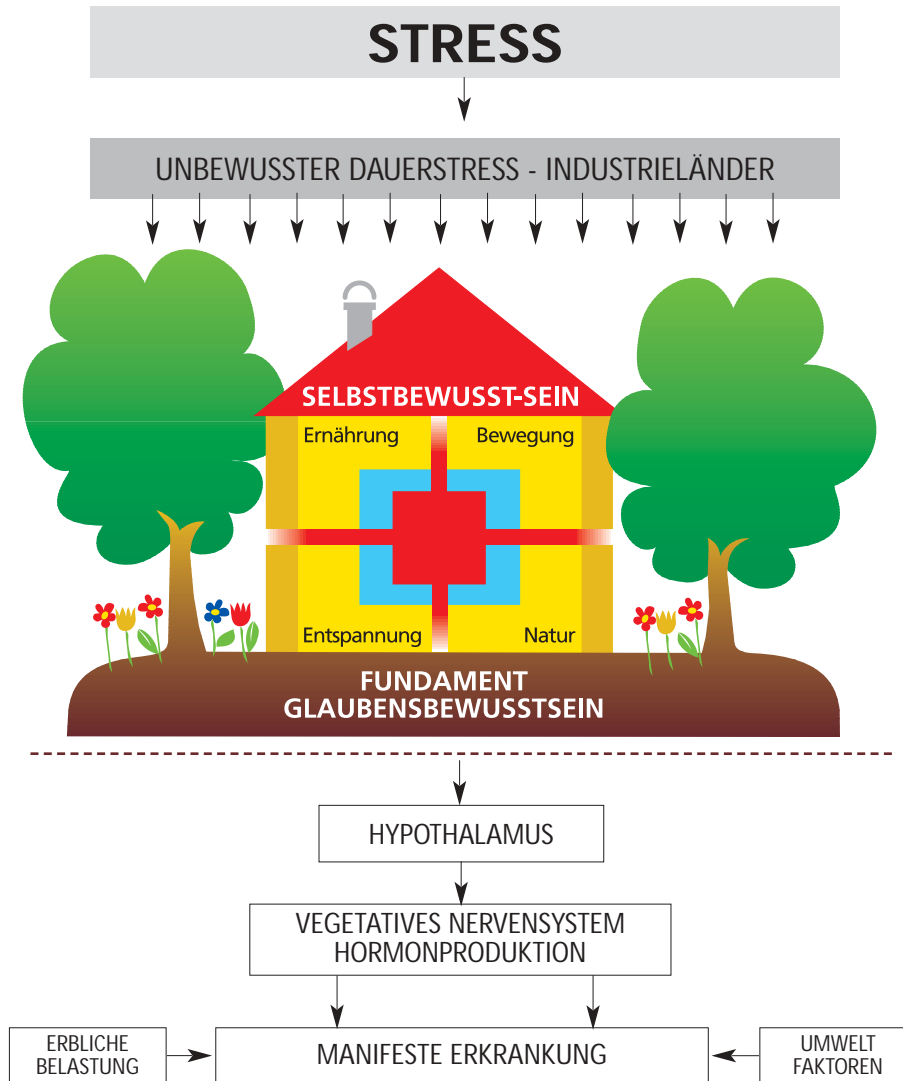 STRESS
UNBEWUSSTER DAUERSTRESS - INDUSTRIELÄNDER
SELBSTBEWUSST-SEIN
Ernährung
Bewegung
Entspannung
Natur
FUNDAMENT
GLAUBENSBEWUSSTSEIN
HYPOTHALAMUS
VEGETATIVES NERVENSYSTEM
HORMONPRODUKTION
ERBLICHE
BELASTUNG
MANIFESTE ERKRANKUNG
UMWELT
FAKTOREN